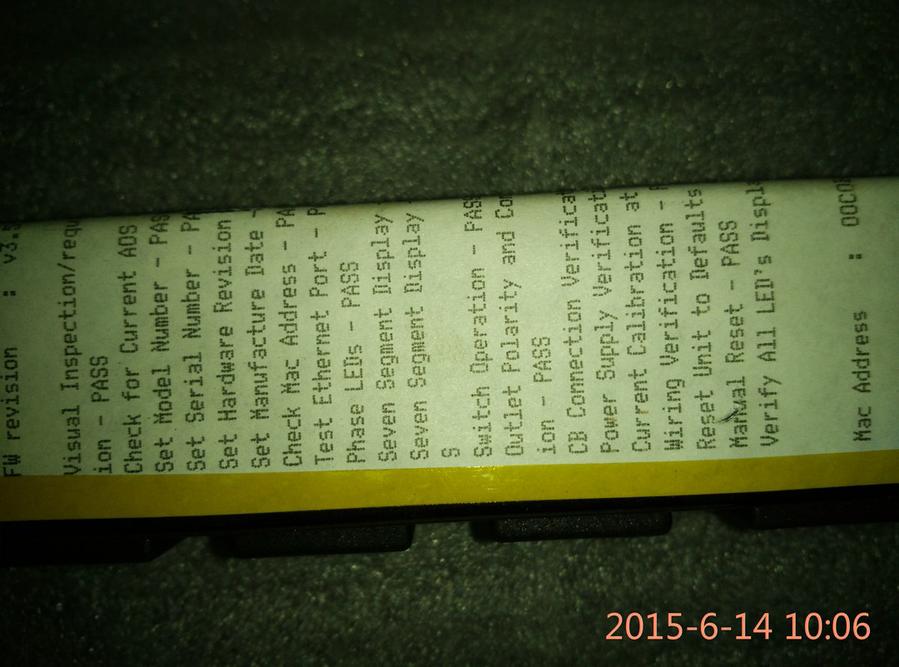 FW revision : v3.5
Visual Inspection/requ
ion - PASS
Check for Current AOS
Set Model Number - PAS
Set Serial Number - PA
Set Hardware Revision
Set Manufacture Date -
Check Mac Address - PA
Test Ethernet Port - P
Phase LEDs - PASS
Seven Segment Display
Seven Segment Display
S
Switch Operation - PAS
Outlet Polarity and Co
ion - PASS
CB Connection Verificat
Power Supply Verificat
Current Calibration at
Wiring Verification -
Reset Unit to Defaults
Manual Reset - PASS
Verify All LED's Displ
Mac Address : 00C0
2015-6-14 10:06